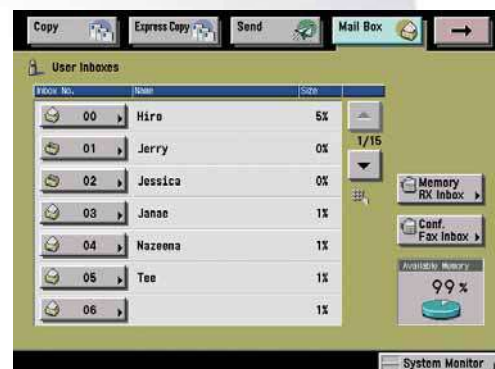 Copy Express Copy Send Mail Box
User Inboxes
Inbox No. Name Size
00 Hiro 5%
01 Jerry 0%
02 Jessica 0%
03 Janae 1%
04 Nazeena 1%
05 Tee 1%
06 1%
1/15
Memory
RX Inbox
Conf.
Fax Inbox
Available Memory
99%
System Monitor